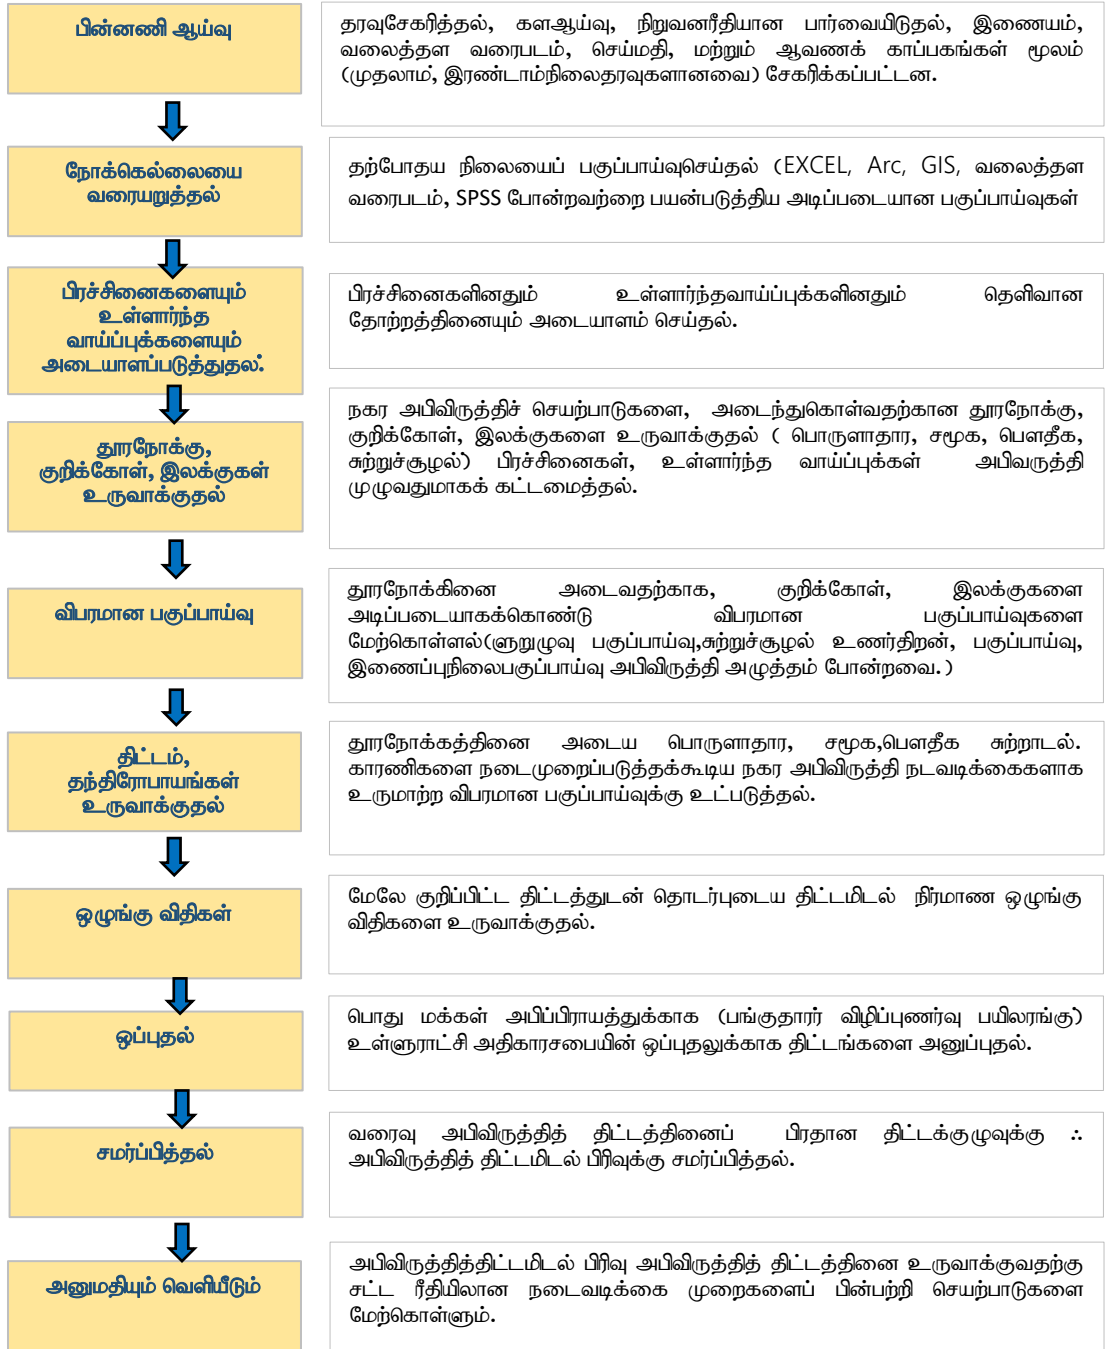 பின்னணி ஆய்வு
தரவுசேகரித்தல், களஆய்வு, நிறுவனரீதியான பார்வையிடுதல், இணையம்,
வலைத்தள வரைபடம், செய்மதி, மற்றும் ஆவணக் காப்பகங்கள் மூலம்
(முதலாம், இரண்டாம்நிலைதரவுகளானவை) சேகரிக்கப்பட்டன.
நோக்கெல்லையை
வரையறுத்தல்
தற்போதய நிலையைப் பகுப்பாய்வுசெய்தல் (EXCEL, Arc, GIS, வலைத்தள
வரைபடம், SPSS போன்றவற்றை பயன்படுத்திய அடிப்படையான பகுப்பாய்வுகள்
பிரச்சினைகளையும்
உள்ளார்ந்த
வாய்ப்புக்களையும்
அடையாளப்படுத்துதல்.
பிரச்சினைகளினதும் உள்ளார்ந்தவாய்ப்புக்களினதும் தெளிவான
தோற்றத்தினையும் அடையாளம் செய்தல்.
தூரநோக்கு,
குறிக்கோள், இலக்குகள்
உருவாக்குதல்
நகர அபிவிருத்திச் செயற்பாடுகளை, அடைந்துகொள்வதற்கான தூரநோக்கு,
குறிக்கோள், இலக்குகளை உருவாக்குதல் ( பொருளாதார, சமூக, பௌதீக,
சுற்றுச்சூழல்) பிரச்சினைகள், உள்ளார்ந்த வாய்ப்புக்கள் அபிவருத்தி
முழுவதுமாகக் கட்டமைத்தல்.
விபரமான பகுப்பாய்வு
தூரநோக்கினை அடைவதற்காக, குறிக்கோள், இலக்குகளை
அடிப்படையாகக்கொண்டு விபரமான பகுப்பாய்வுகளை
மேற்கொள்ளல்(ளுறுழுவு பகுப்பாய்வு,சுற்றுச்சூழல் உணர்திறன், பகுப்பாய்வு,
இணைப்புநிலைபகுப்பாய்வு அபிவிருத்தி அழுத்தம் போன்றவை.)
திட்டம்,
தந்திரோபாயங்கள்
உருவாக்குதல்
தூரநோக்கத்தினை அடைய பொருளாதார, சமூக,பௌதீக சுற்றாடல்.
காரணிகளை நடைமுறைப்படுத்தக்கூடிய நகர அபிவிருத்தி நடவடிக்கைகளாக
உருமாற்ற விபரமான பகுப்பாய்வுக்கு உட்படுத்தல்.
ஒழுங்கு விதிகள்
மேலே குறிப்பிட்ட திட்டத்துடன் தொடர்புடைய திட்டமிடல் நிர்மாண ஒழுங்கு
விதிகளை உருவாக்குதல்.
ஒப்புதல்
பொது மக்கள் அபிப்பிராயத்துக்காக (பங்குதாரர் விழிப்புணர்வு பயிலரங்கு)
உள்ளுராட்சி அதிகாரசபையின் ஒப்புதலுக்காக திட்டங்களை அனுப்புதல்.
சமர்ப்பித்தல்
வரைவு அபிவிருத்தித் திட்டத்தினைப் பிரதான திட்டக்குழுவுக்கு ஃ
அபிவிருத்தித் திட்டமிடல் பிரிவுக்கு சமர்ப்பித்தல்.
அனுமதியும் வெளியீடும்
அபிவிருத்தித்திட்டமிடல் பிரிவு அபிவிருத்தித் திட்டத்தினை உருவாக்குவதற்கு
சட்ட ரீதியிலான நடைவடிக்கை முறைகளைப் பின்பற்றி செயற்பாடுகளை
மேற்கொள்ளும்.